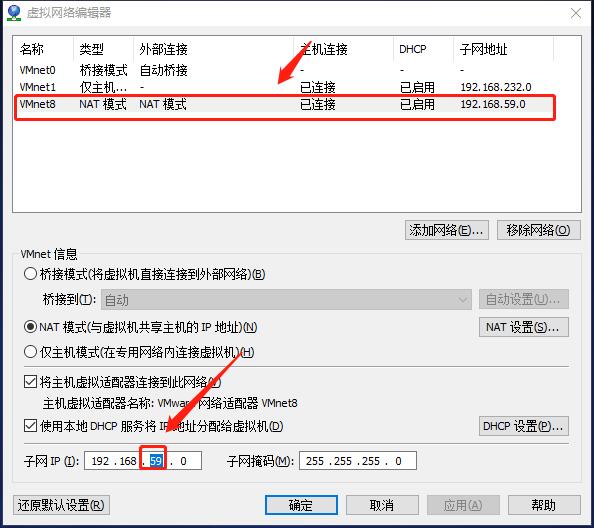 虚拟网络编辑器
名称 类型 外部连接 主机连接 DHCP 子网地址
VMnet0 桥接模式 自动桥接 - - -
VMnet1 仅主机... - 已连接 已启用 192.168.232.0
VMnet8 NAT 模式 NAT 模式 已连接 已启用 192.168.59.0
添加网络(E)... 移除网络(O)
VMnet 信息
桥接模式(将虚拟机直接连接到外部网络)(B)
桥接到(T): 自动 自动设置(U)...
NAT 模式(与虚拟机共享主机的 IP 地址)(N) NAT 设置(S)...
仅主机模式(在专用网络内连接虚拟机)(H)
将主机虚拟适配器连接到此网络(V)
主机虚拟适配器名称: VMware 网络适配器 VMnet8
使用本地 DHCP 服务将 IP 地址分配给虚拟机(D) DHCP 设置(P)...
子网 IP (I): 192 . 168 . 59 . 0 子网掩码(M): 255 . 255 . 255 . 0
还原默认设置(R) 确定 取消 应用(A) 帮助